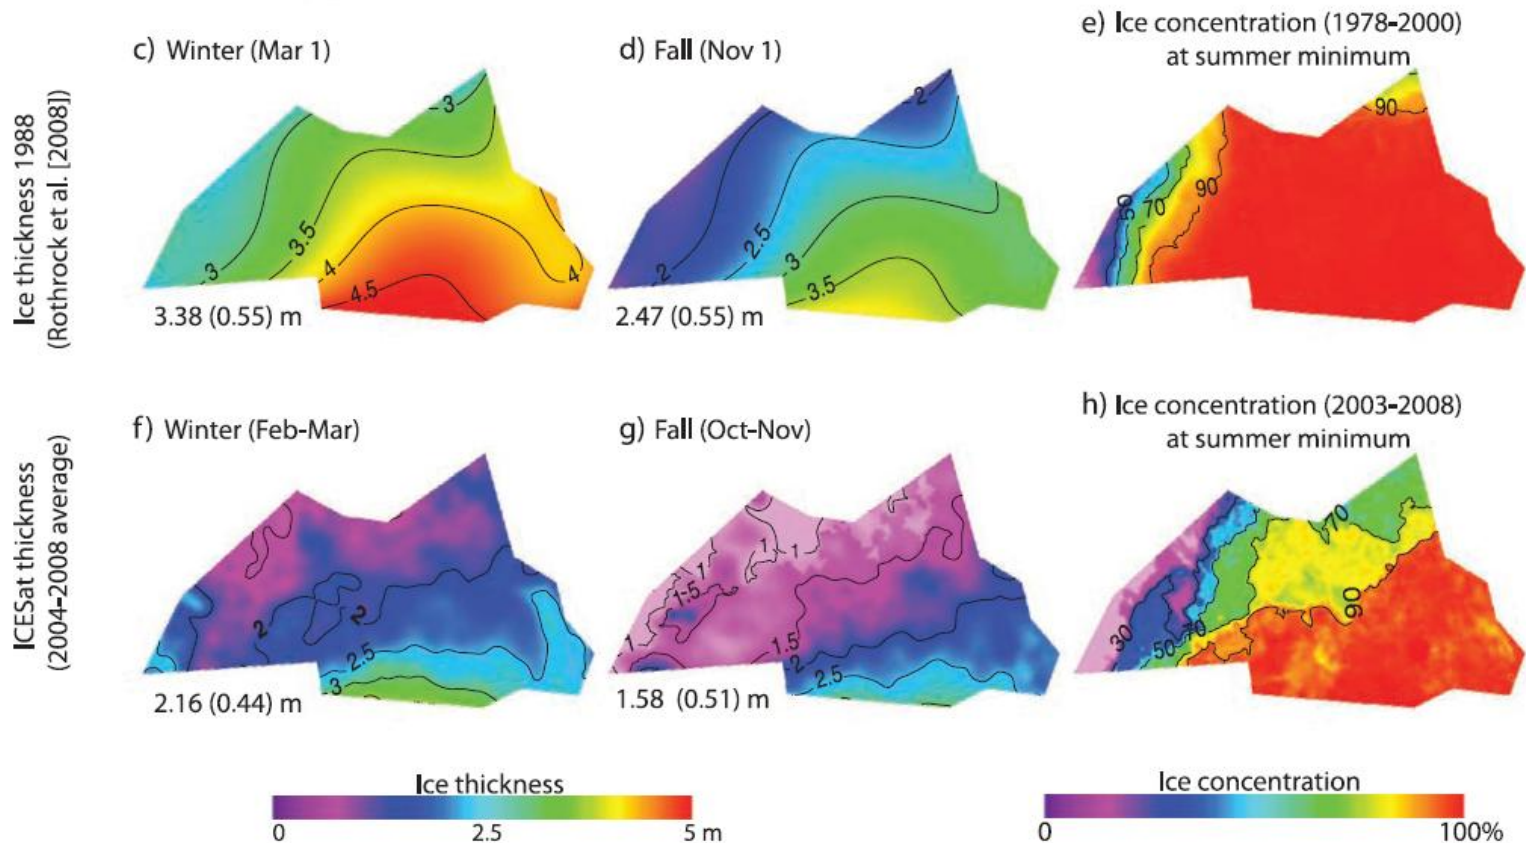 c) Winter (Mar 1)
d) Fall (Nov 1)
e) Ice concentration (1978-2000)
at summer minimum
Ice thickness 1988
(Rothrock et al. [2008])
3
3
3.5
4
4.5
4
3.38 (0.55) m
2
2
2.5
3
3.5
2.47 (0.55) m
90
50
70
90
f) Winter (Feb-Mar)
g) Fall (Oct-Nov)
h) Ice concentration (2003-2008)
at summer minimum
ICESat thickness
(2004-2008 average)
2
2
2.5
3
2.16 (0.44) m
1
1
1
1.5
1
1.5
2
2.5
1.58 (0.51) m
70
90
30
50
70
Ice thickness
0
2.5
5 m
Ice concentration
0
100%